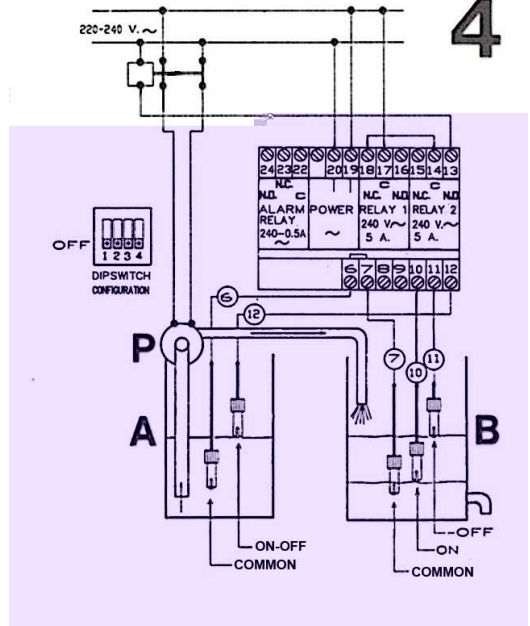 4
220-240 V. ~
24 23 22 20 19 18 17 16 15 14 13
N.C. C C
N.O. C N.C. N.O N.C. N.O
ALARM POWER RELAY 1 RELAY 2
RELAY ~ 240 V.~ 240 V.~
240-0.5A 5 A. 5 A.
~
OFF
1 2 3 4
DIPSWITCH
CONFIGURATION
6 7 8 9 10 11 12
6
12
P
7
10
11
A
B
OFF
ON-OFF
ON
COMMON
COMMON